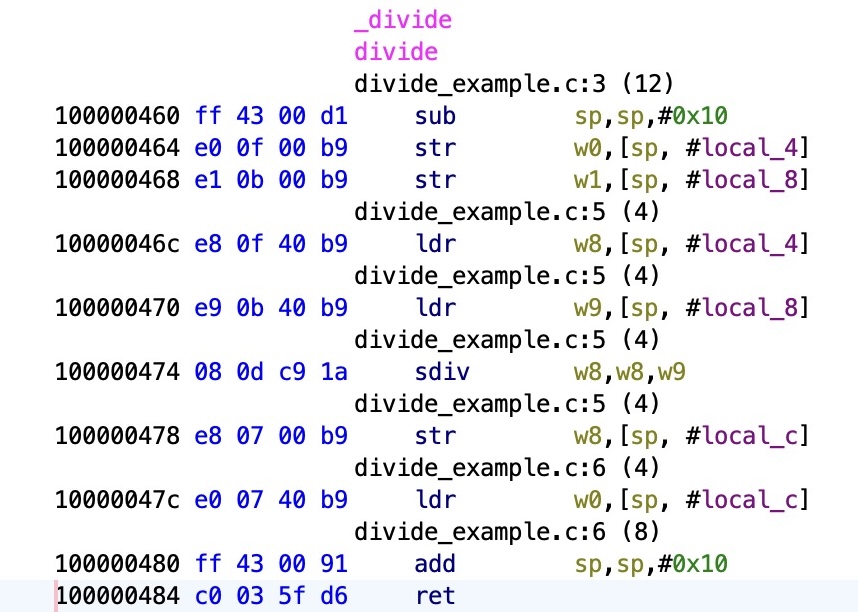 _divide
divide
divide_example.c:3 (12)
100000460 ff 43 00 d1 sub sp,sp,#0x10
100000464 e0 0f 00 b9 str w0,[sp, #local_4]
100000468 e1 0b 00 b9 str w1,[sp, #local_8]
divide_example.c:5 (4)
10000046c e8 0f 40 b9 ldr w8,[sp, #local_4]
divide_example.c:5 (4)
100000470 e9 0b 40 b9 ldr w9,[sp, #local_8]
divide_example.c:5 (4)
100000474 08 0d c9 1a sdiv w8,w8,w9
divide_example.c:5 (4)
100000478 e8 07 00 b9 str w8,[sp, #local_c]
divide_example.c:6 (4)
10000047c e0 07 40 b9 ldr w0,[sp, #local_c]
divide_example.c:6 (8)
100000480 ff 43 00 91 add sp,sp,#0x10
100000484 c0 03 5f d6 ret